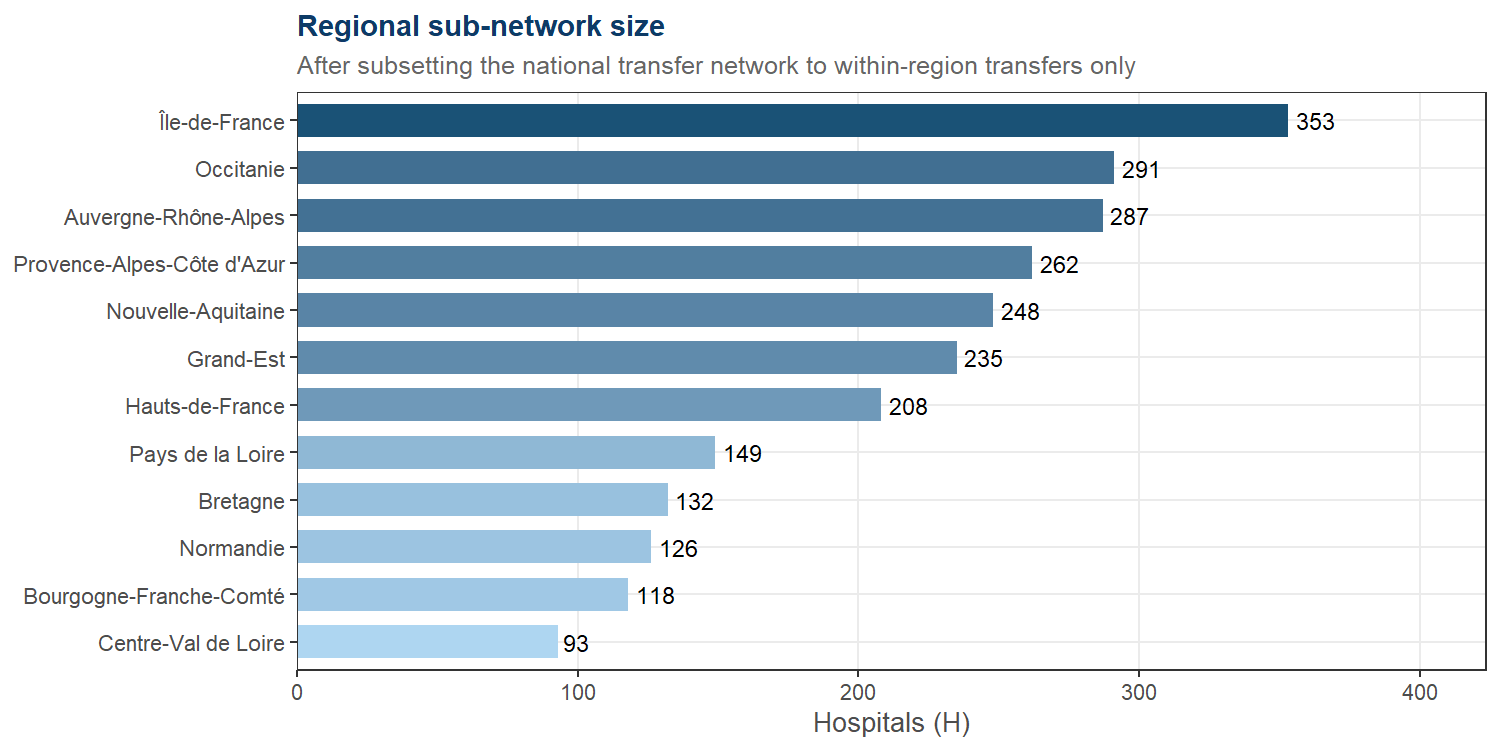 Regional sub-network size
After subsetting the national transfer network to within-region transfers only
Île-de-France 353
Occitanie 291
Auvergne-Rhône-Alpes 287
Provence-Alpes-Côte d'Azur 262
Nouvelle-Aquitaine 248
Grand-Est 235
Hauts-de-France 208
Pays de la Loire 149
Bretagne 132
Normandie 126
Bourgogne-Franche-Comté 118
Centre-Val de Loire 93
0 100 200 300 400
Hospitals (H)